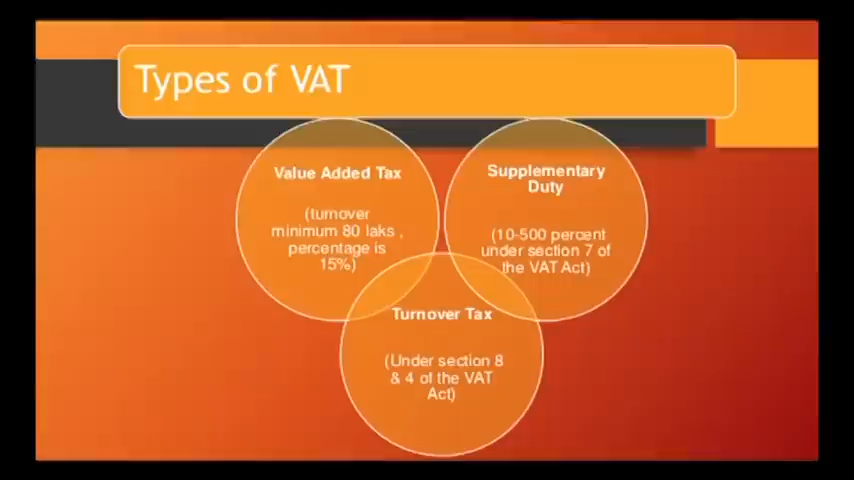 Types of VAT
Value Added Tax
(turnover
minimum 80 laks ,
percentage is
15%)
Supplementary
Duty
(10-500 percent
under section 7 of
the VAT Act)
Turnover Tax
(Under section 8
& 4 of the VAT
Act)